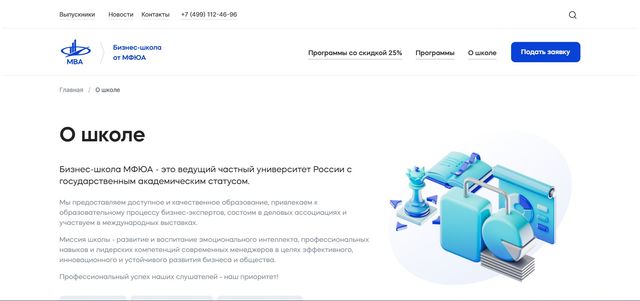 Выпускники Новости Контакты +7 (499) 112-46-96
МВА
Бизнес-школа
от МФЮА
Программы со скидкой 25% Программы О школе Подать заявку
Главная / О школе
О школе
Бизнес-школа МФЮА - это ведущий частный университет России с
государственным академическим статусом.
Мы предоставляем доступное и качественное образование, привлекаем к
образовательному процессу бизнес-экспертов, состоим в деловых ассоциациях и
участвуем в международных выставках.
Миссия школы - развитие и воспитание эмоционального интеллекта, профессиональных
навыков и лидерских компетенций современных менеджеров в целях эффективного,
инновационного и устойчивого развития бизнеса и общества.
Профессиональный успех наших слушателей - наш приоритет!